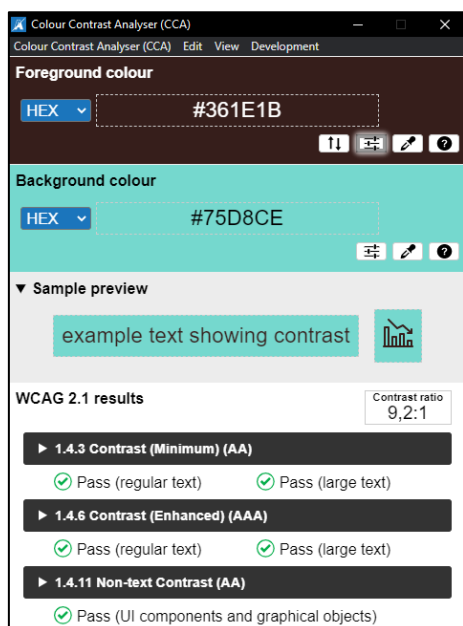 Colour Contrast Analyser (CCA)
Colour Contrast Analyser (CCA) Edit View Development
Foreground colour
HEX #361E1B
Background colour
HEX #75D8CE
▼ Sample preview
example text showing contrast
WCAG 2.1 results
Contrast ratio
9,2:1
▶ 1.4.3 Contrast (Minimum) (AA)
Pass (regular text) Pass (large text)
▶ 1.4.6 Contrast (Enhanced) (AAA)
Pass (regular text) Pass (large text)
▶ 1.4.11 Non-text Contrast (AA)
Pass (UI components and graphical objects)